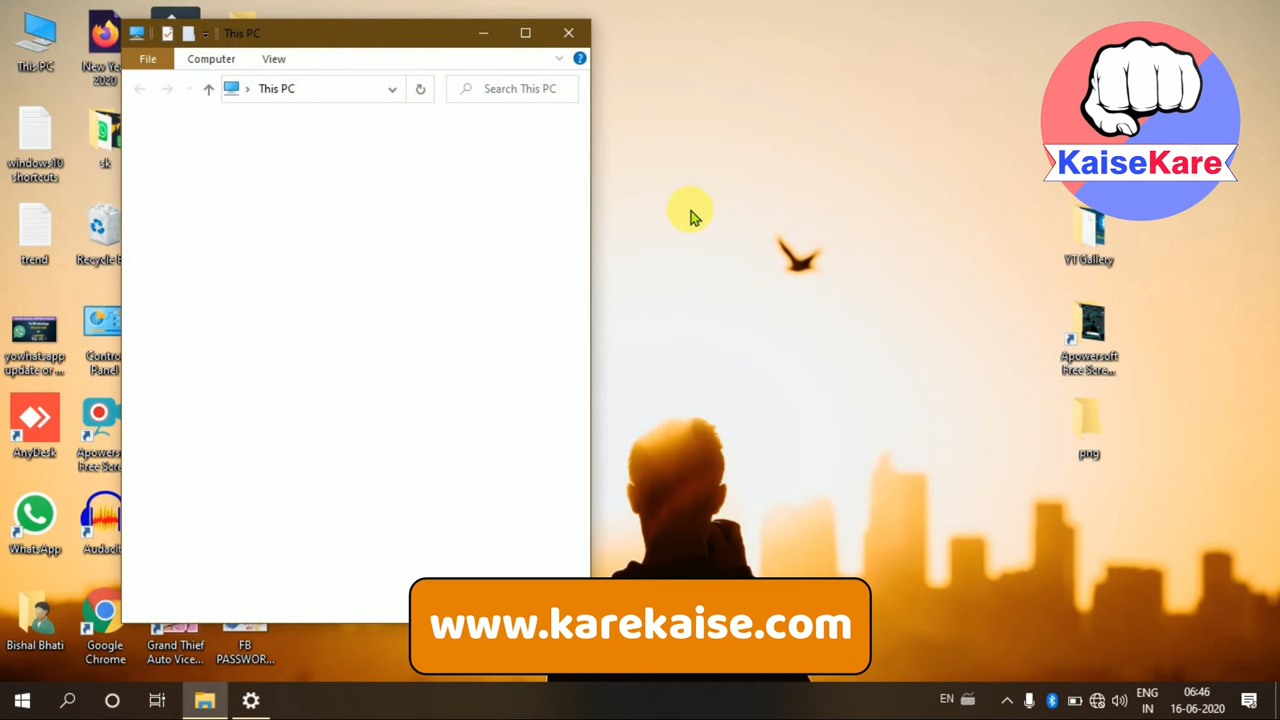 This PC
File
Computer
View
This PC
Search This PC
KaiseKare
This PC
New Ye
2020
windows10
shortcuts
sk
trend
Recycle B
yowhatsapp
update or ...
Contro
Panel
AnyDesk
Apowers
Free Scre
WhatsApp
Audacit
Bishal Bhati
Google
Chrome
Grand Thief
Auto Vice...
FB
PASSWOR...
YT Gallery
Apowersoft
Free Scre...
png
www.karekaise.com
EN
ENG
IN
06:46
16-06-2020